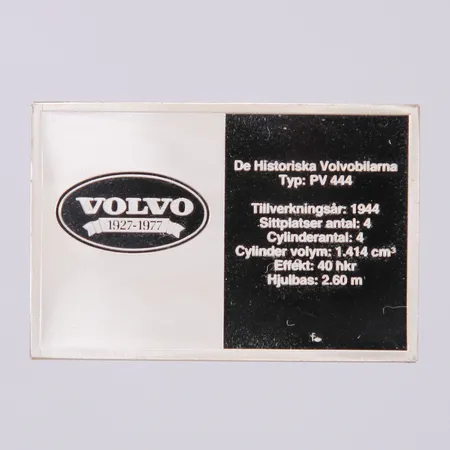 VOLVO
1927-1977
De Historiska Volvobilarna
Typ: PV 444
Tillverkningsår: 1944
Sittplatser antal: 4
Cylinderantal: 4
Cylinder volym: 1.414 cm³
Effekt: 40 hkr
Hjulbas: 2.60 m